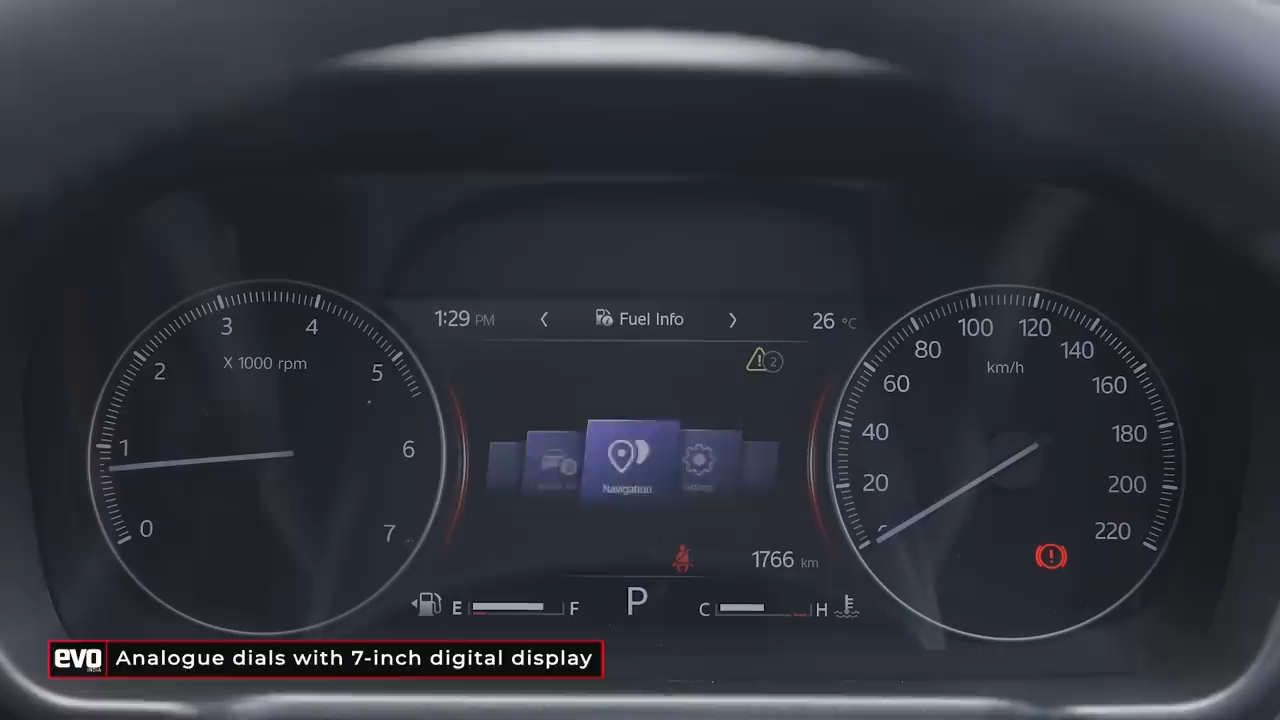 1:29 PM
Fuel Info
26 °C
2
X 1000 rpm
0
1
2
3
4
5
6
7
Navigation
km/h
0
20
40
60
80
100
120
140
160
180
200
220
1766 km
E F
P
C H
evo
INDIA
Analogue dials with 7-inch digital display